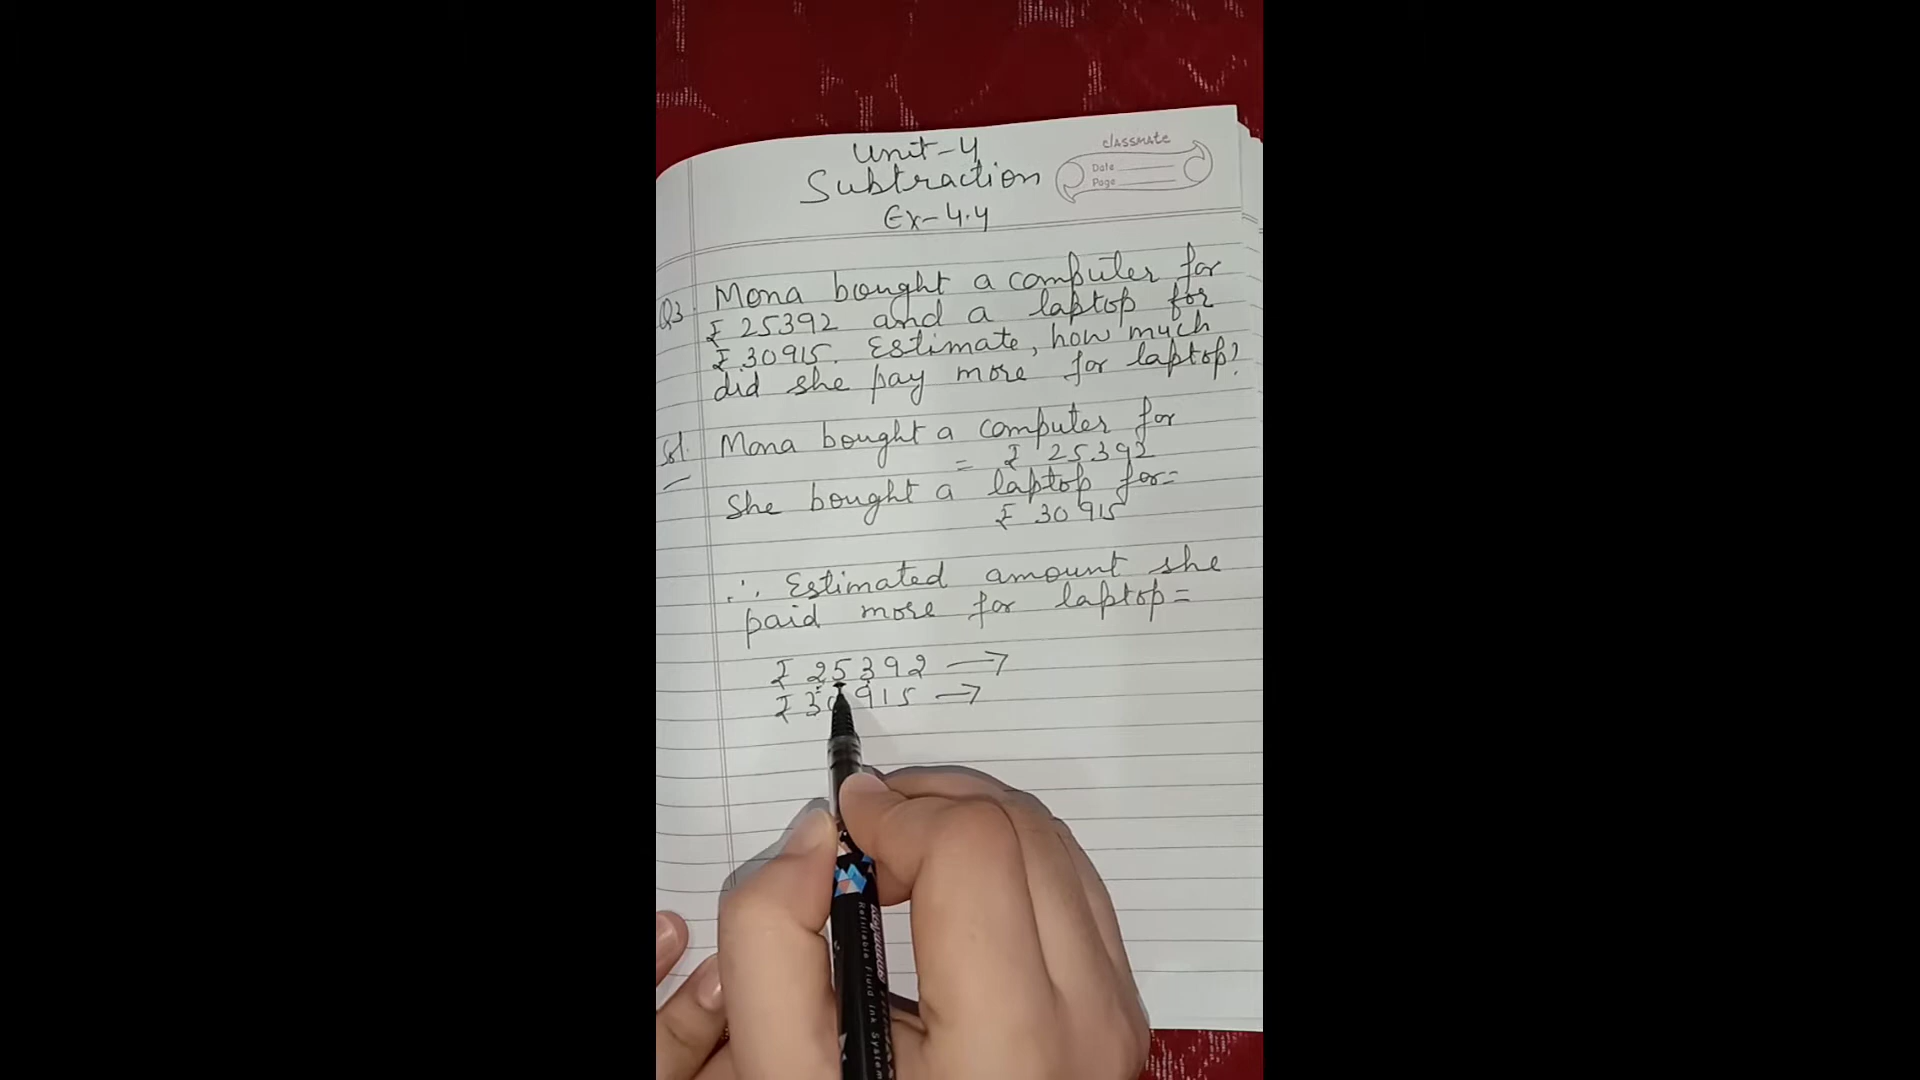 Unit-4
Subtraction
Ex-4.4
classmate
Date
Page
Q3. Mona bought a computer for
₹ 25392 and a laptop for
₹ 30915. Estimate, how much
did she pay more for laptop?
Sol. Mona bought a computer for
= ₹ 25392
She bought a laptop for=
₹ 30915
∴ Estimated amount she
paid more for laptop=
₹ 25392 →
₹ 30915 →
Refillable Fluid Ink System